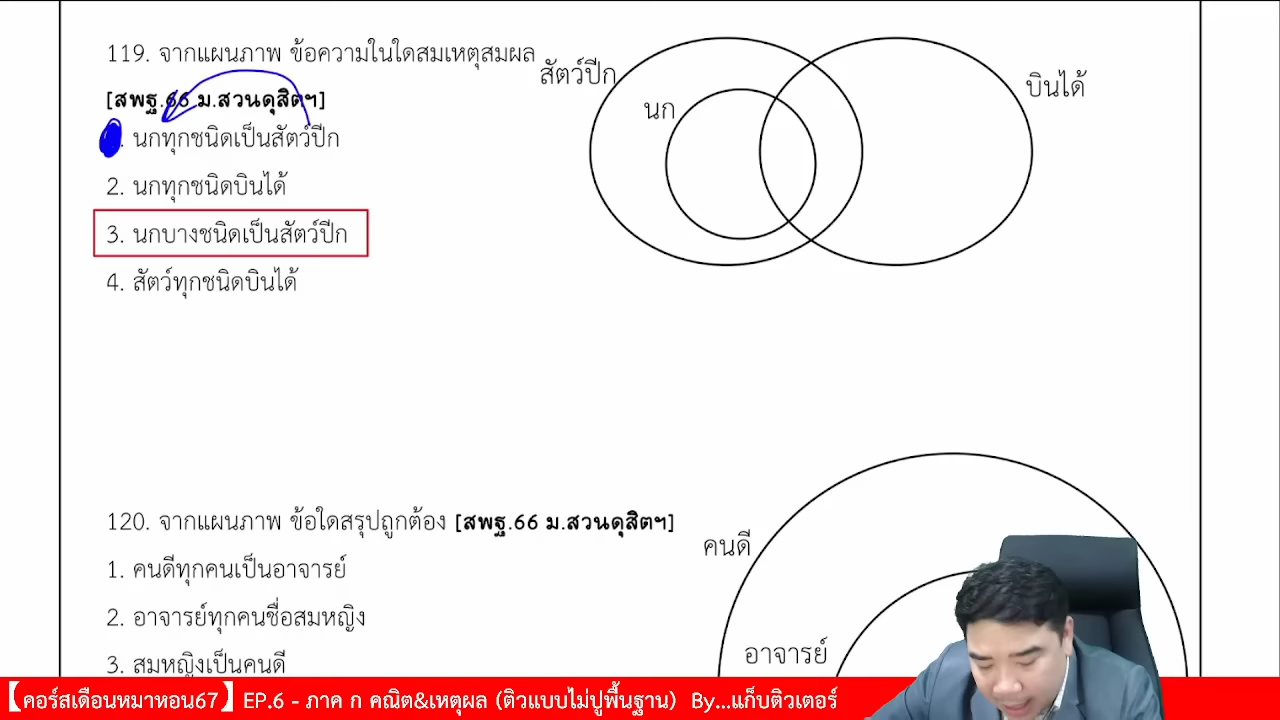 119. จากแผนภาพ ข้อความในใดสมเหตุสมผล
[สพฐ.66 ม.สวนดุสิตฯ]
นกทุกชนิดเป็นสัตว์ปีก
2. นกทุกชนิดบินได้
3. นกบางชนิดเป็นสัตว์ปีก
4. สัตว์ทุกชนิดบินได้
สัตว์ปีก
นก
บินได้
120. จากแผนภาพ ข้อใดสรุปถูกต้อง [สพฐ.66 ม.สวนดุสิตฯ]
1. คนดีทุกคนเป็นอาจารย์
2. อาจารย์ทุกคนชื่อสมหญิง
3. สมหญิงเป็นคนดี
คนดี
อาจารย์
【คอร์สเดือนหมาหอน67】EP.6 - ภาค ก คณิต&เหตุผล (ติวแบบไม่ปูพื้นฐาน) By...แก็บติวเตอร์